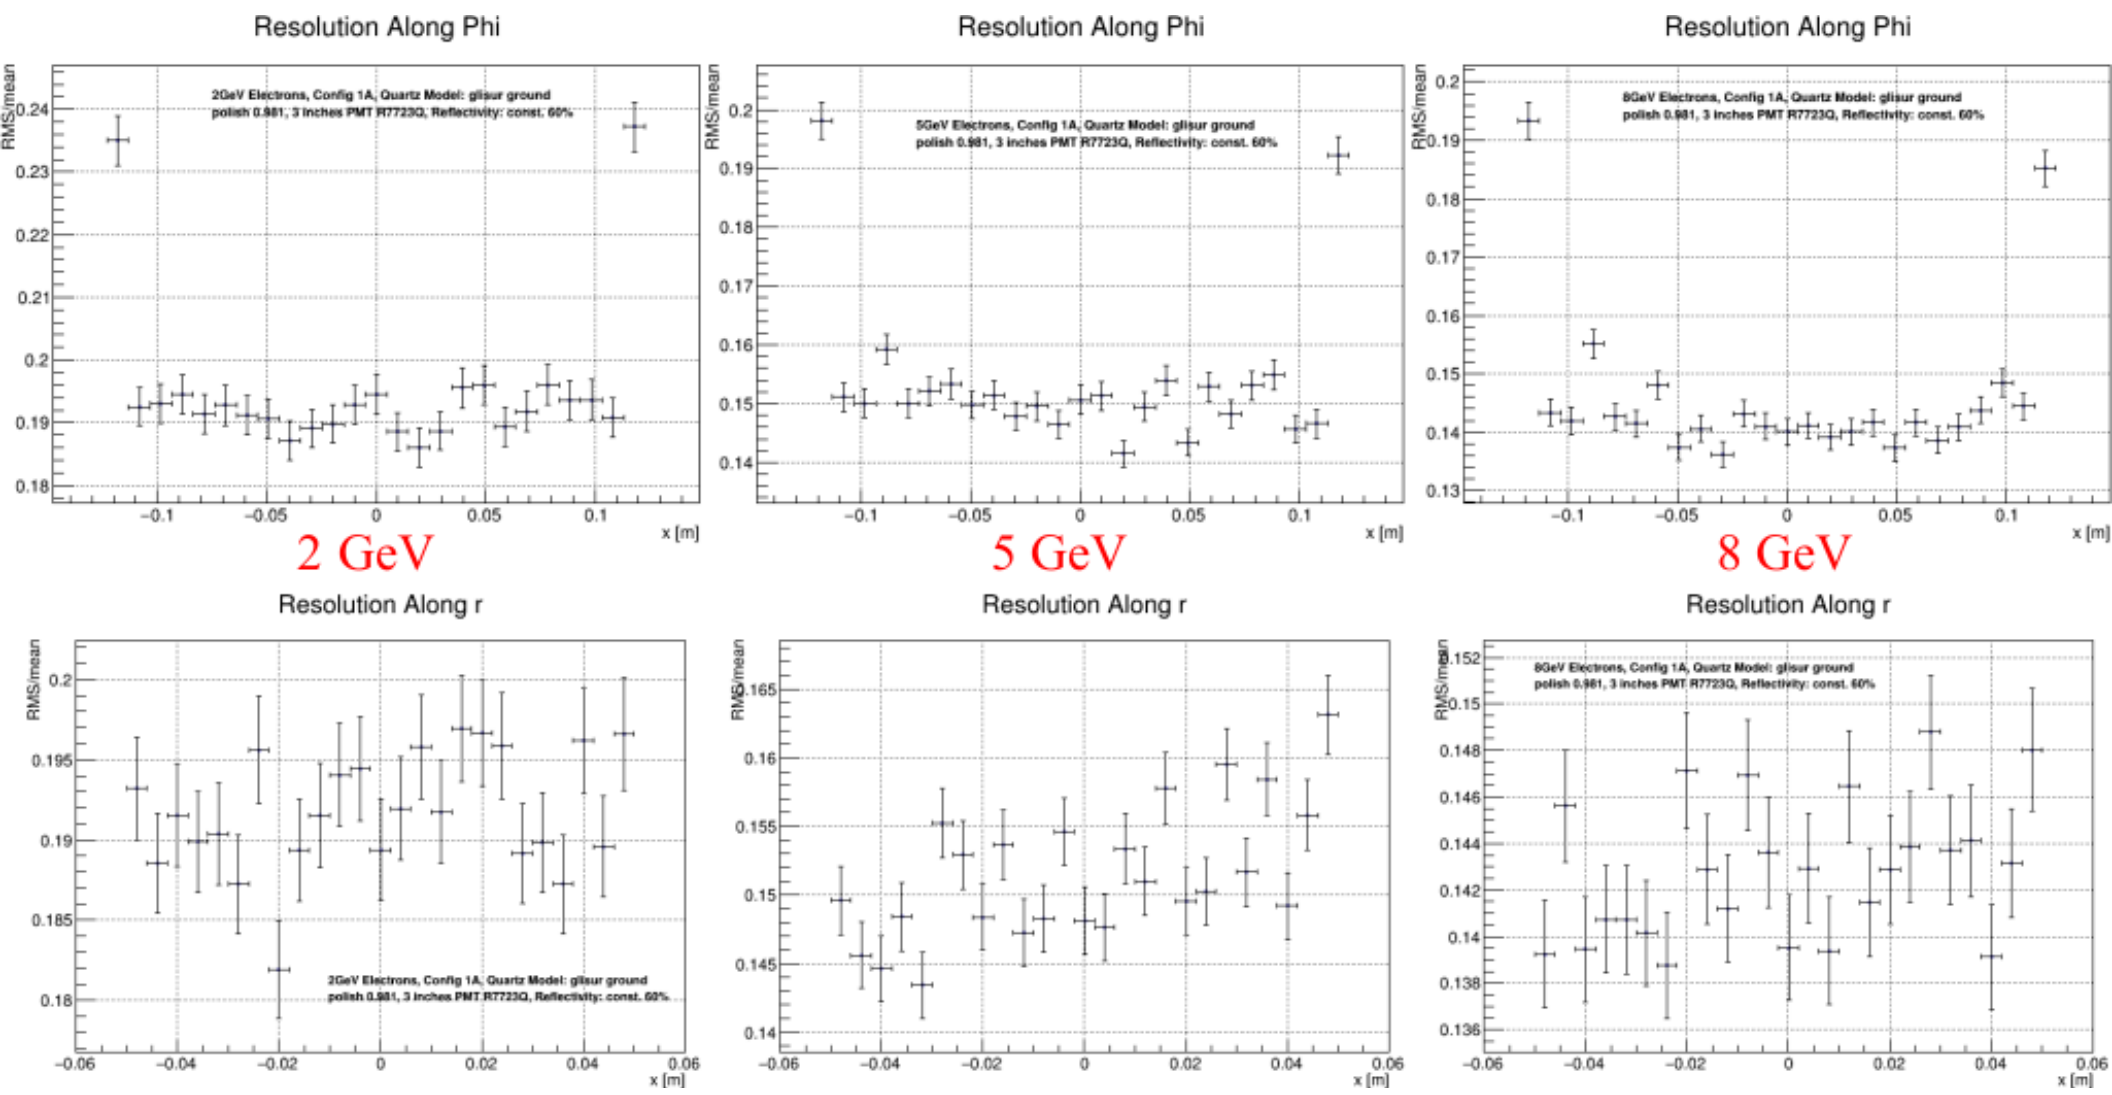 Resolution Along Phi
RMS/mean
2GeV Electrons, Config 1A, Quartz Model: glisur ground
polish 0.981, 3 inches PMT R7723Q, Reflectivity: const. 60%
0.24
0.23
0.22
0.21
0.2
0.19
0.18
−0.1 −0.05 0 0.05 0.1
x [m]
2 GeV
Resolution Along Phi
RMS/mean
5GeV Electrons, Config 1A, Quartz Model: glisur ground
polish 0.981, 3 inches PMT R7723Q, Reflectivity: const. 60%
0.2
0.19
0.18
0.17
0.16
0.15
0.14
−0.1 −0.05 0 0.05 0.1
x [m]
5 GeV
Resolution Along Phi
RMS/mean
8GeV Electrons, Config 1A, Quartz Model: glisur ground
polish 0.981, 3 inches PMT R7723Q, Reflectivity: const. 60%
0.2
0.19
0.18
0.17
0.16
0.15
0.14
0.13
−0.1 −0.05 0 0.05 0.1
x [m]
8 GeV
Resolution Along r
RMS/mean
0.2
0.195
0.19
0.185
0.18
2GeV Electrons, Config 1A, Quartz Model: glisur ground
polish 0.981, 3 inches PMT R7723Q, Reflectivity: const. 60%
−0.06 −0.04 −0.02 0 0.02 0.04 0.06
x [m]
Resolution Along r
RMS/mean
0.165
0.16
0.155
0.15
0.145
0.14
−0.06 −0.04 −0.02 0 0.02 0.04 0.06
x [m]
Resolution Along r
RMS/mean
8GeV Electrons, Config 1A, Quartz Model: glisur ground
polish 0.981, 3 inches PMT R7723Q, Reflectivity: const. 60%
0.152
0.15
0.148
0.146
0.144
0.142
0.14
0.138
0.136
−0.06 −0.04 −0.02 0 0.02 0.04 0.06
x [m]